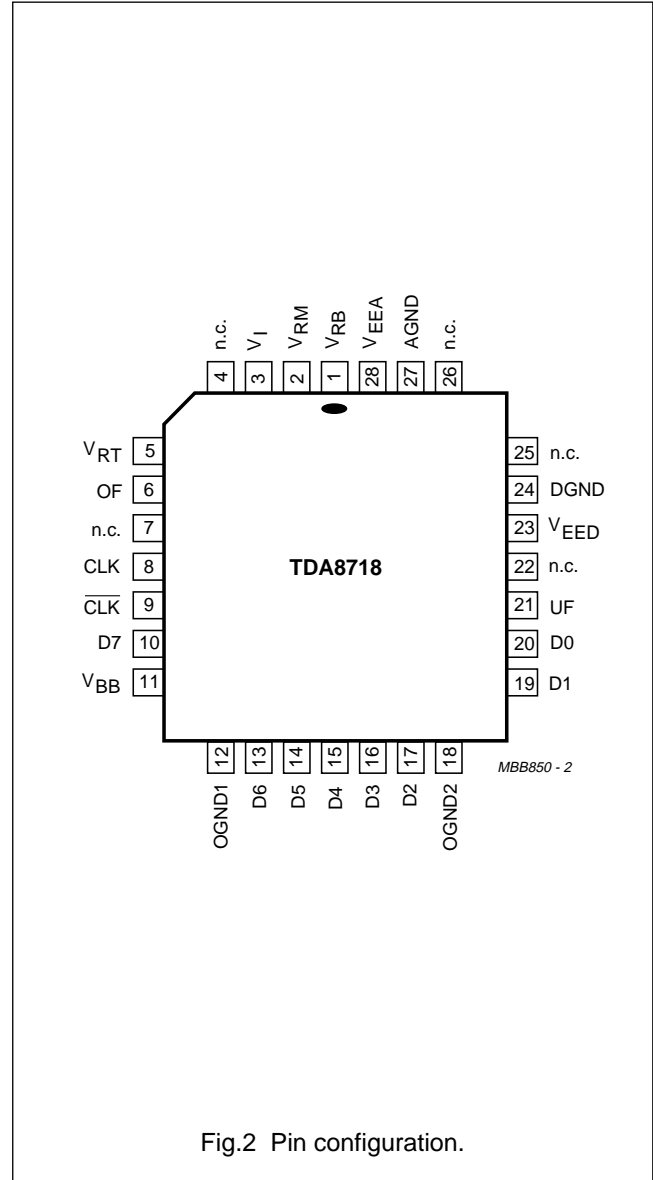 n.c. V_I V_RM V_RB V_EEA AGND n.c.
4 3 2 1 28 27 26
V_RT 5 25 n.c.
OF 6 24 DGND
n.c. 7 23 V_EED
CLK 8 TDA8718 22 n.c.
C̅L̅K̅ 9 21 UF
D7 10 20 D0
V_BB 11 19 D1
12 13 14 15 16 17 18
OGND1 D6 D5 D4 D3 D2 OGND2
MBB850 - 2
Fig.2 Pin configuration.